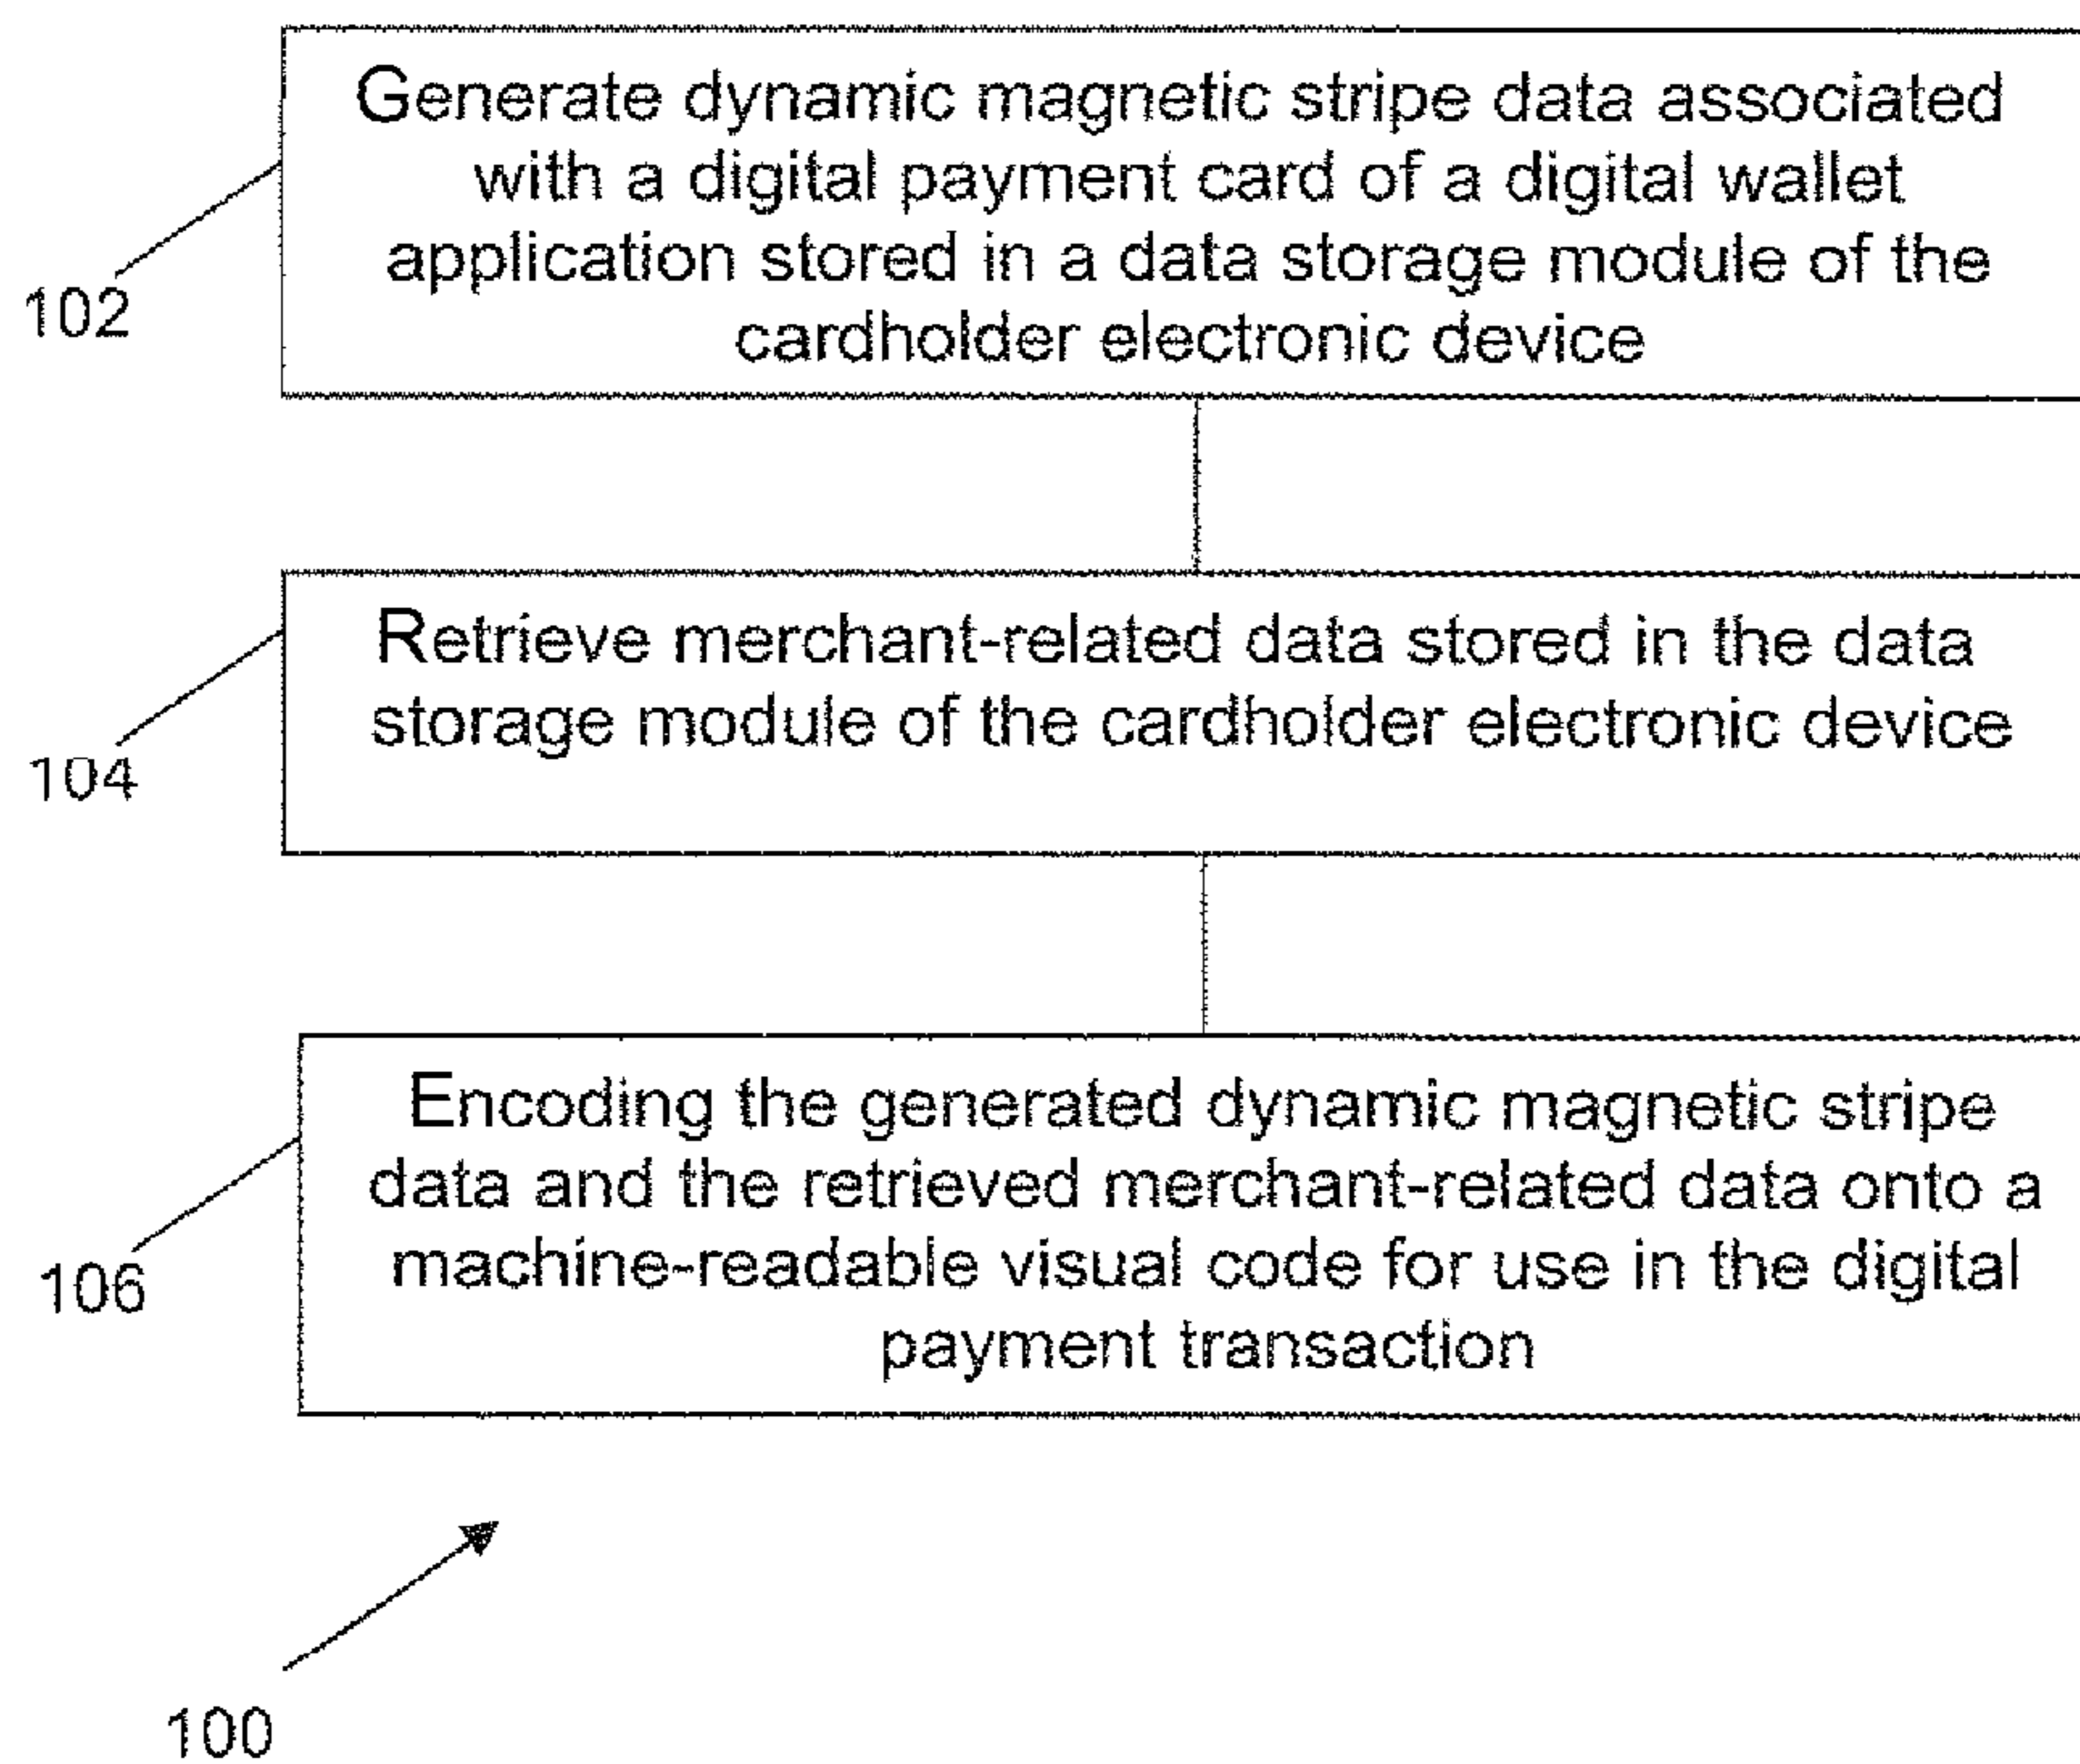 Generate dynamic magnetic stripe data associated
with a digital payment card of a digital wallet
application stored in a data storage module of the
cardholder electronic device
102
Retrieve merchant-related data stored in the data
storage module of the cardholder electronic device
104
Encoding the generated dynamic magnetic stripe
data and the retrieved merchant-related data onto a
machine-readable visual code for use in the digital
payment transaction
106
100